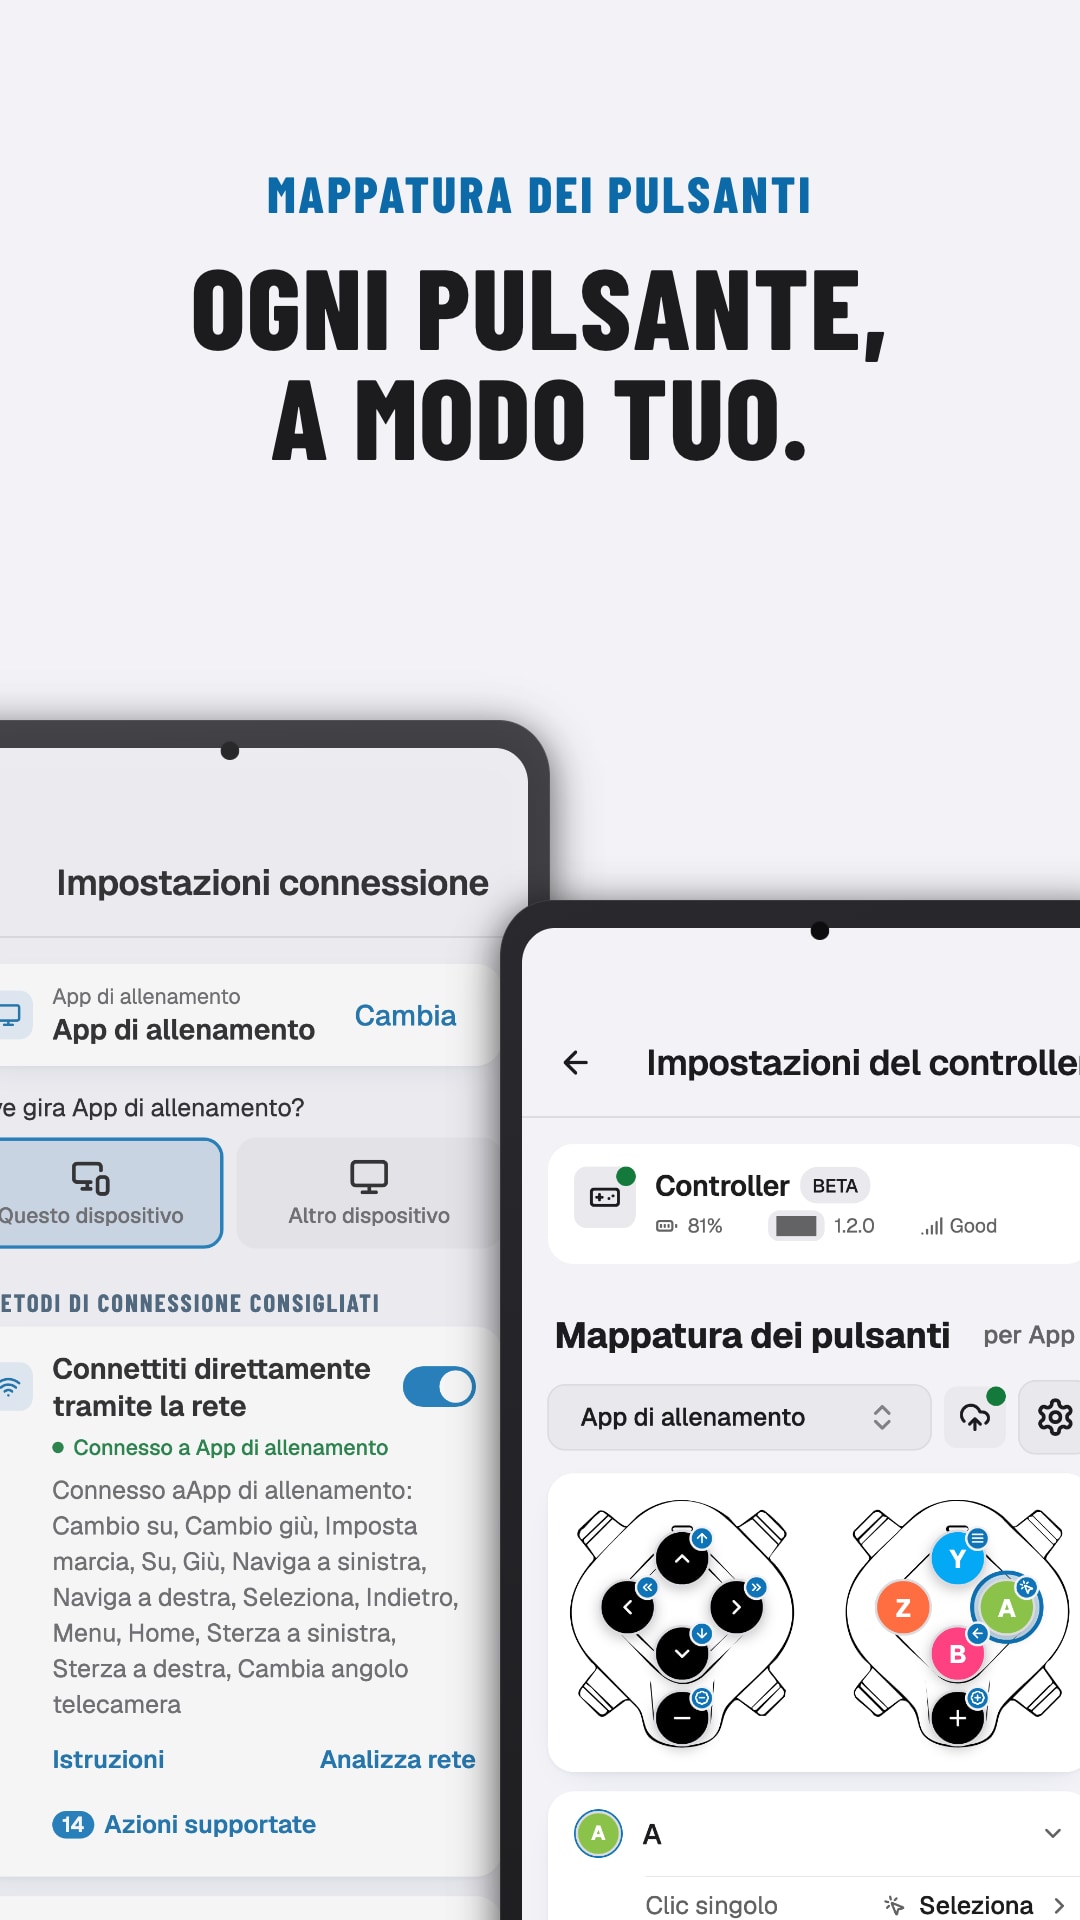 MAPPATURA DEI PULSANTI
OGNI PULSANTE,
A MODO TUO.
Impostazioni connessione
App di allenamento
App di allenamento
Cambia
gira App di allenamento?
Questo dispositivo
Altro dispositivo
CONNESSIONE CONSIGLIATI
Connettiti direttamente
tramite la rete
Connesso a App di allenamento
Connesso aApp di allenamento:
Cambio su, Cambio giù, Imposta
marcia, Su, Giù, Naviga a sinistra,
Naviga a destra, Seleziona, Indietro,
Menu, Home, Sterza a sinistra,
Sterza a destra, Cambia angolo
telecamera
Istruzioni
Analizza rete
14 Azioni supportate
Impostazioni del controller
Controller BETA
81% 1.2.0 Good
Mappatura dei pulsanti per App
App di allenamento
Y
Z
A
B
A A
Clic singolo Seleziona